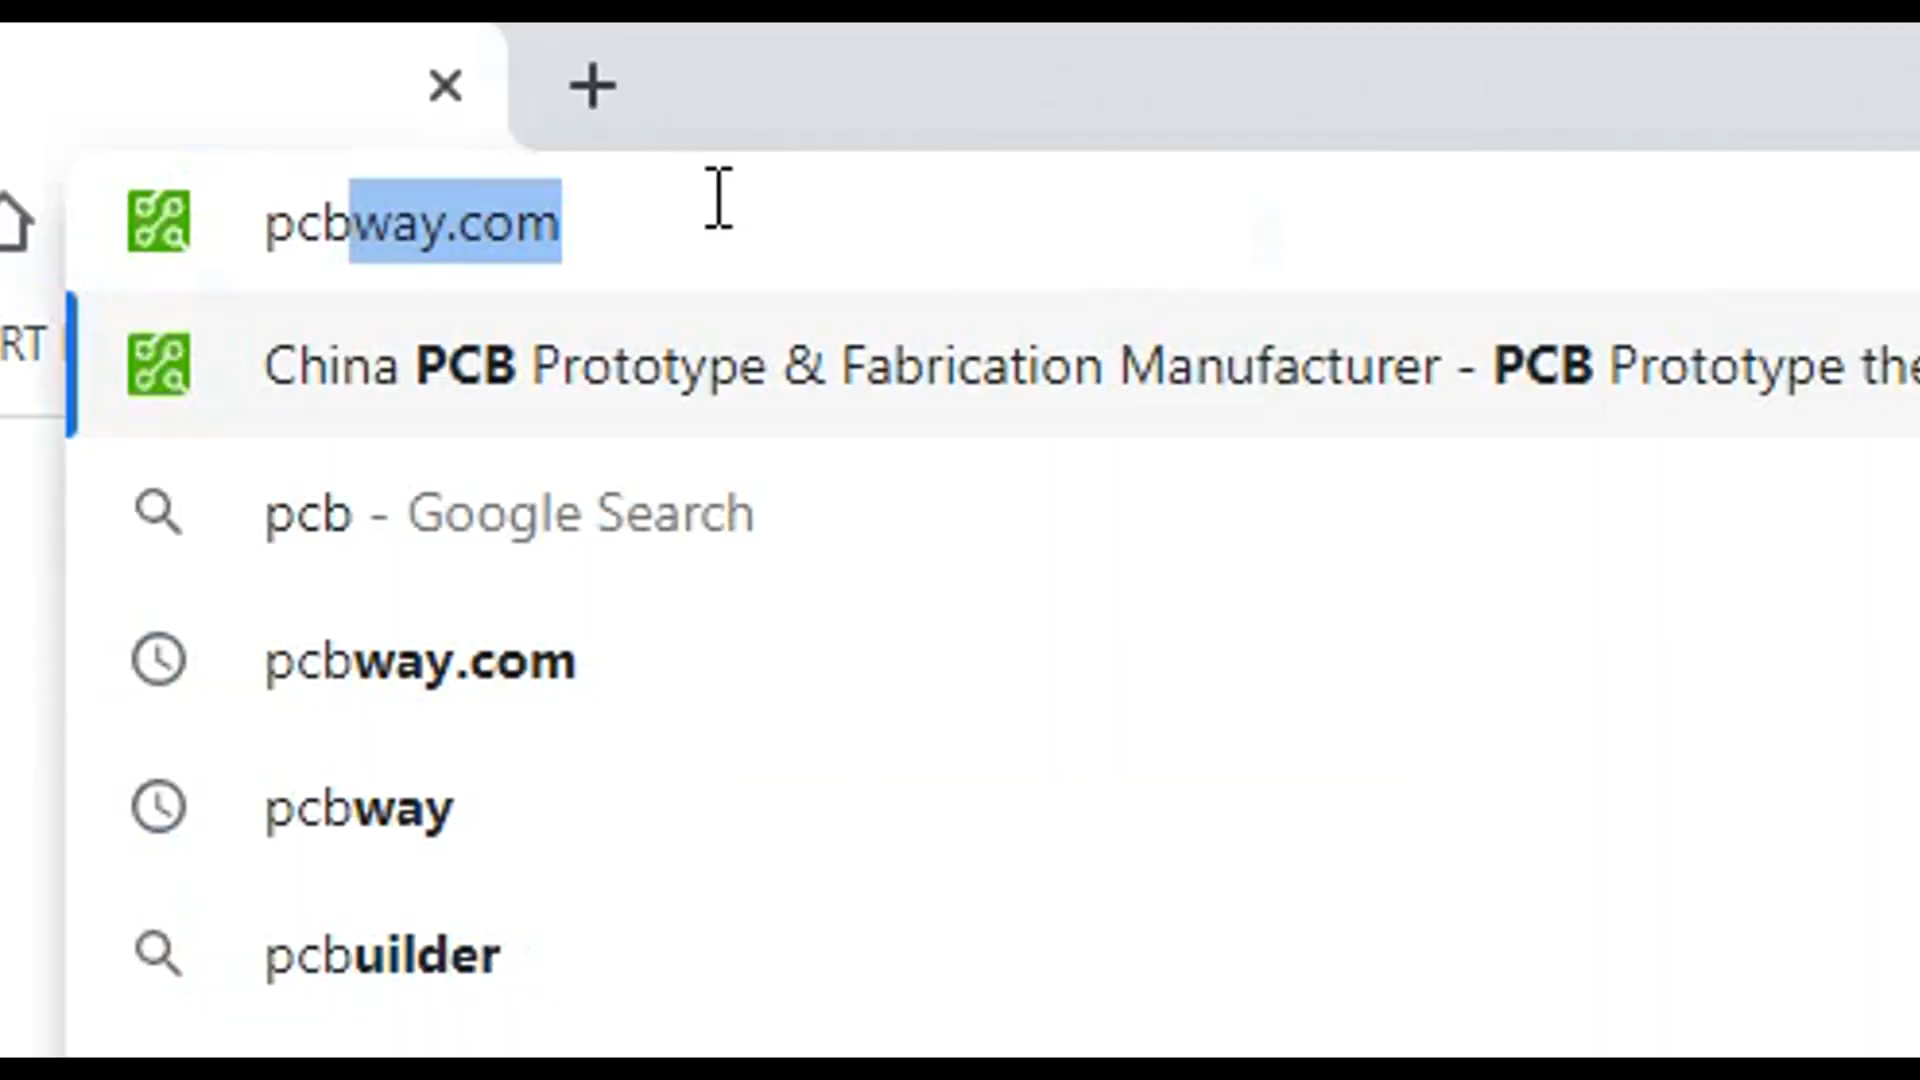 pcbway.com
RT
China PCB Prototype & Fabrication Manufacturer - PCB Prototype the
pcb - Google Search
pcbway.com
pcbway
pcbuilder